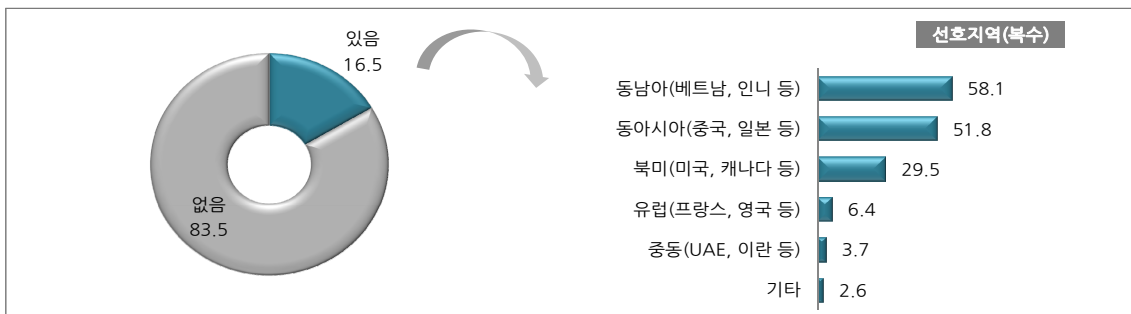 있음
16.5
없음
83.5
선호지역(복수)
동남아(베트남, 인니 등) 58.1
동아시아(중국, 일본 등) 51.8
북미(미국, 캐나다 등) 29.5
유럽(프랑스, 영국 등) 6.4
중동(UAE, 이란 등) 3.7
기타 2.6